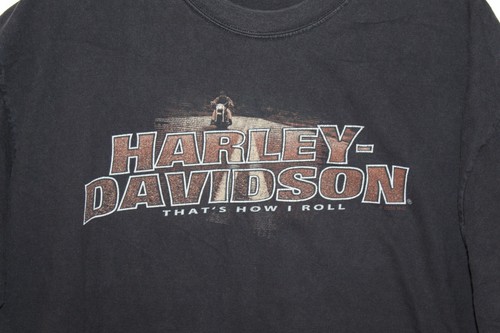 HARLEY-
DAVIDSON
THAT'S HOW I ROLL